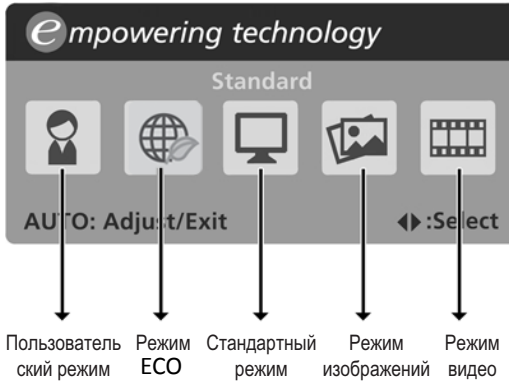 empowering technology
Standard
AUTO: Adjust/Exit ◀▶ :Select
Пользователь Режим Стандартный Режим Режим
ский режим ECO режим изображений видео